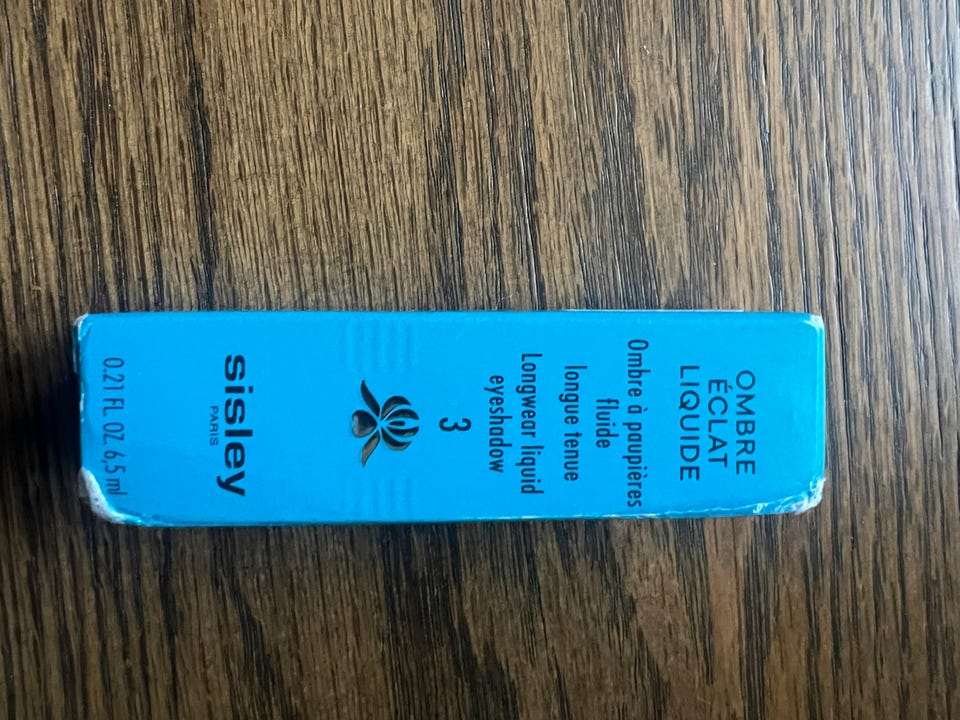 OMBRE
ÉCLAT
LIQUIDE
Ombre à paupières
fluide
longue tenue
Longwear liquid
eyeshadow
3
sisley
PARIS
0.21 FL OZ 6,5 ml